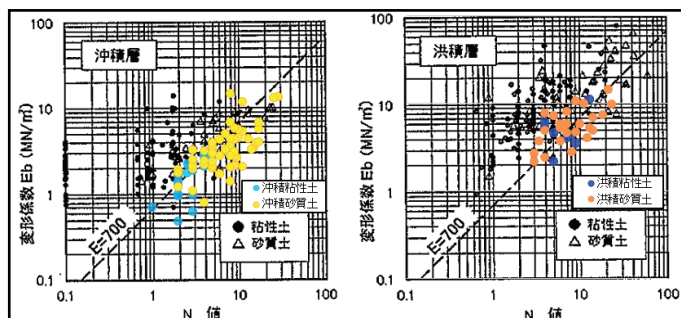 100
10
1
0.1
変形係数 Eb (MN/㎡)
沖積層
E=700
沖積粘性土
沖積砂質土
粘性土
砂質土
0.1
1
10
100
N 値
100
10
1
0.1
変形係数 Eb (MN/㎡)
洪積層
E=700
洪積粘性土
洪積砂質土
粘性土
砂質土
0.1
1
10
100
N 値